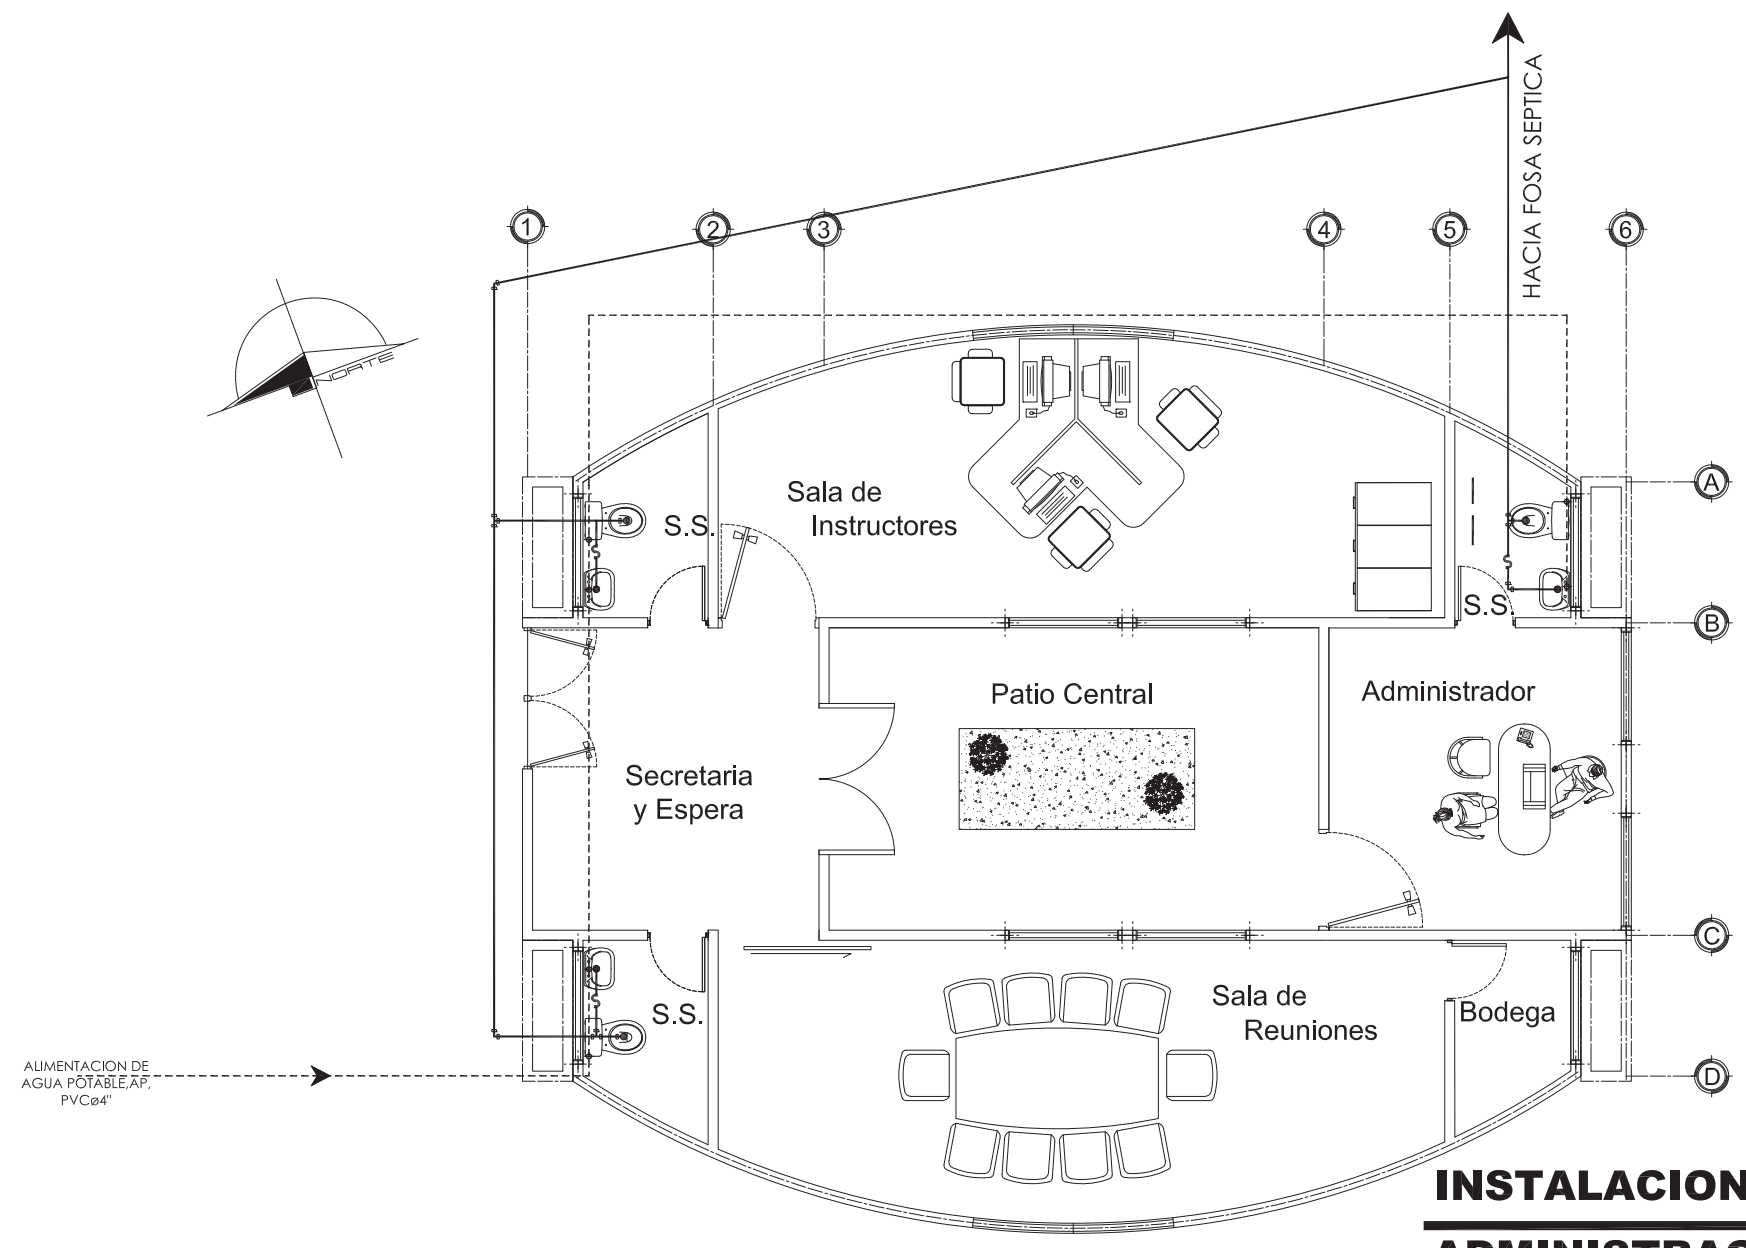 HACIA FOSA SEPTICA
1
2
3
4
5
6
NORTE
A
Sala de
Instructores
S.S.
S.S.
B
Patio Central
Administrador
Secretaria
y Espera
C
Sala de
Reuniones
S.S.
Bodega
ALIMENTACION DE
AGUA POTABLE,AP,
PVCø4"
D
INSTALACION
ADMINISTRAC